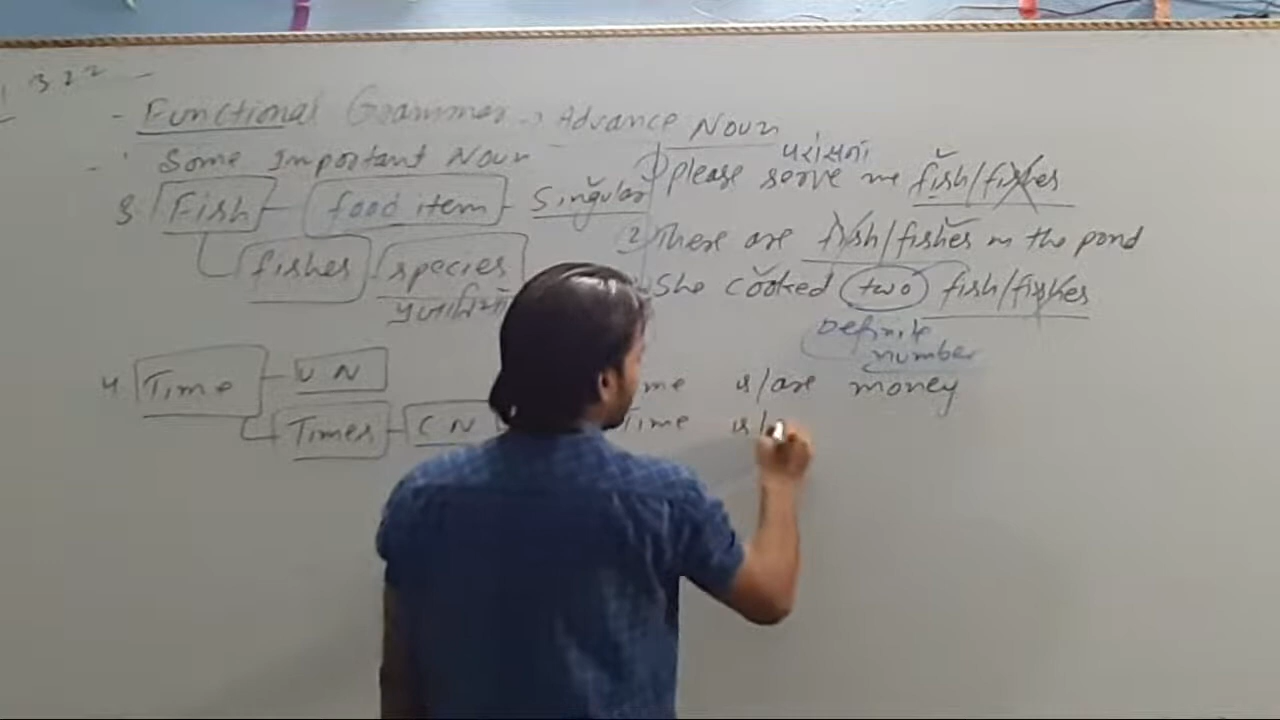 322 -
- Functional Grammar → Advance Noun
- Some Important Noun
3 Fish - food item - Singular
fishes - species
4 Time - U N
Times - C N
પરોસના
1) Please serve me fish/fishes
2) There are fish/fishes in the pond
She cooked two fish/fishes
Definite
number
is/are money
Time is/